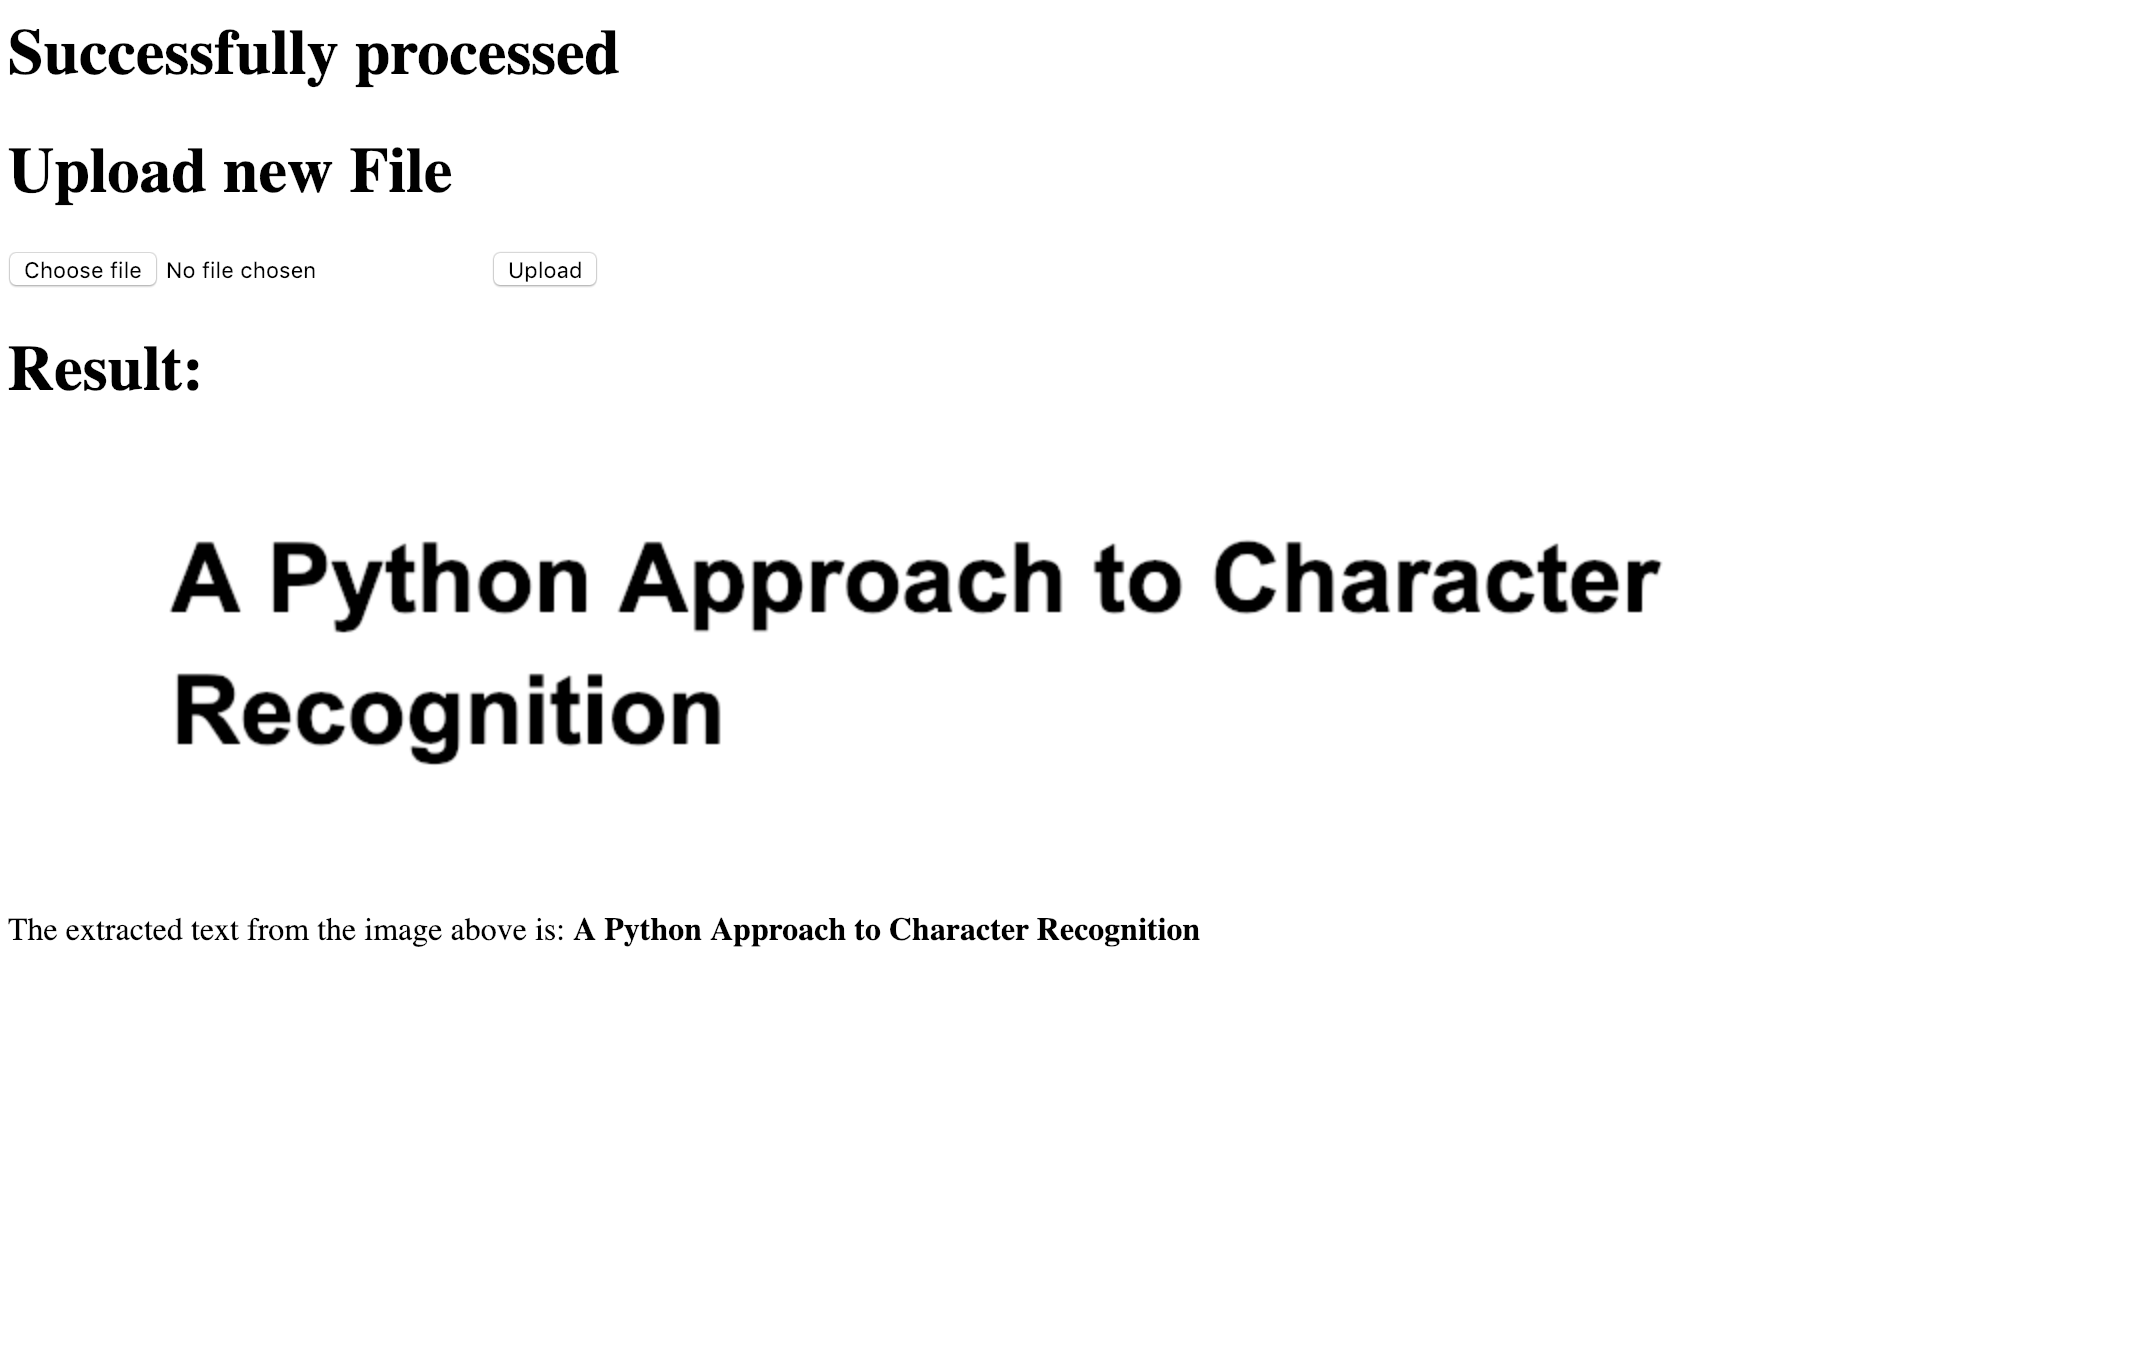 Successfully processed
Upload new File
Choose file No file chosen Upload
Result:
A Python Approach to Character
Recognition
The extracted text from the image above is: A Python Approach to Character Recognition